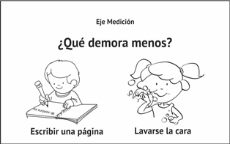 Eje Medición
¿Qué demora menos?
Escribir una página
Lavarse la cara